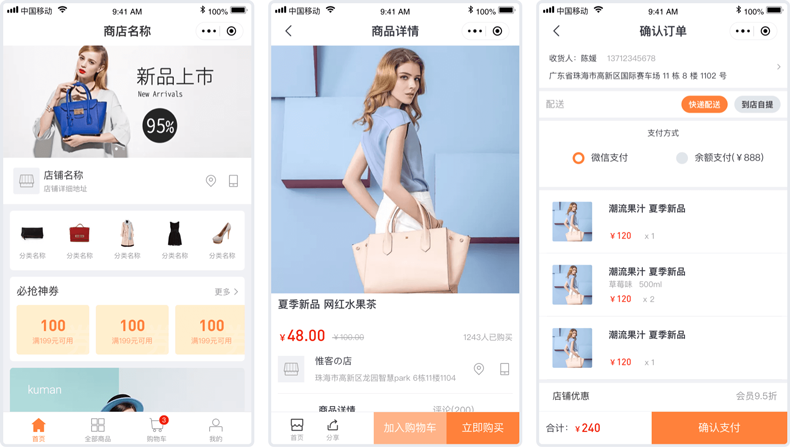 中国移动
9:41 AM
100%
商店名称
新品上市
New Arrivals
95%
店铺名称
店铺详细地址
分类名称
分类名称
分类名称
分类名称
分类名称
必抢神券
更多
100
满199元可用
100
满199元可用
100
满199元可用
kuman
首页
全部商品
3
购物车
我的
中国移动
9:41 AM
100%
商品详情
夏季新品 网红水果茶
￥48.00
￥100.00
1243人已购买
惟客の店
珠海市高新区龙园智慧park 6栋11楼1104
商品详情
评论(200)
首页
分享
加入购物车
立即购买
中国移动
9:41 AM
100%
确认订单
收货人：陈媛 13712345678
广东省珠海市高新区国际赛车场 11 栋 8 楼 1102 号
配送
快递配送
到店自提
支付方式
微信支付
余额支付(￥888)
潮流果汁 夏季新品
￥120 x 1
潮流果汁 夏季新品
草莓味 500ml
￥120 x 2
潮流果汁 夏季新品
￥120 x 1
店铺优惠
会员9.5折
合计：￥240
确认支付